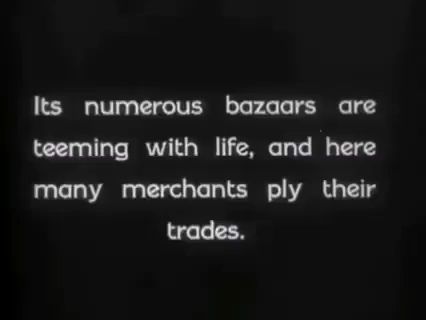 Its numerous bazaars are
teeming with life, and here
many merchants ply their
trades.